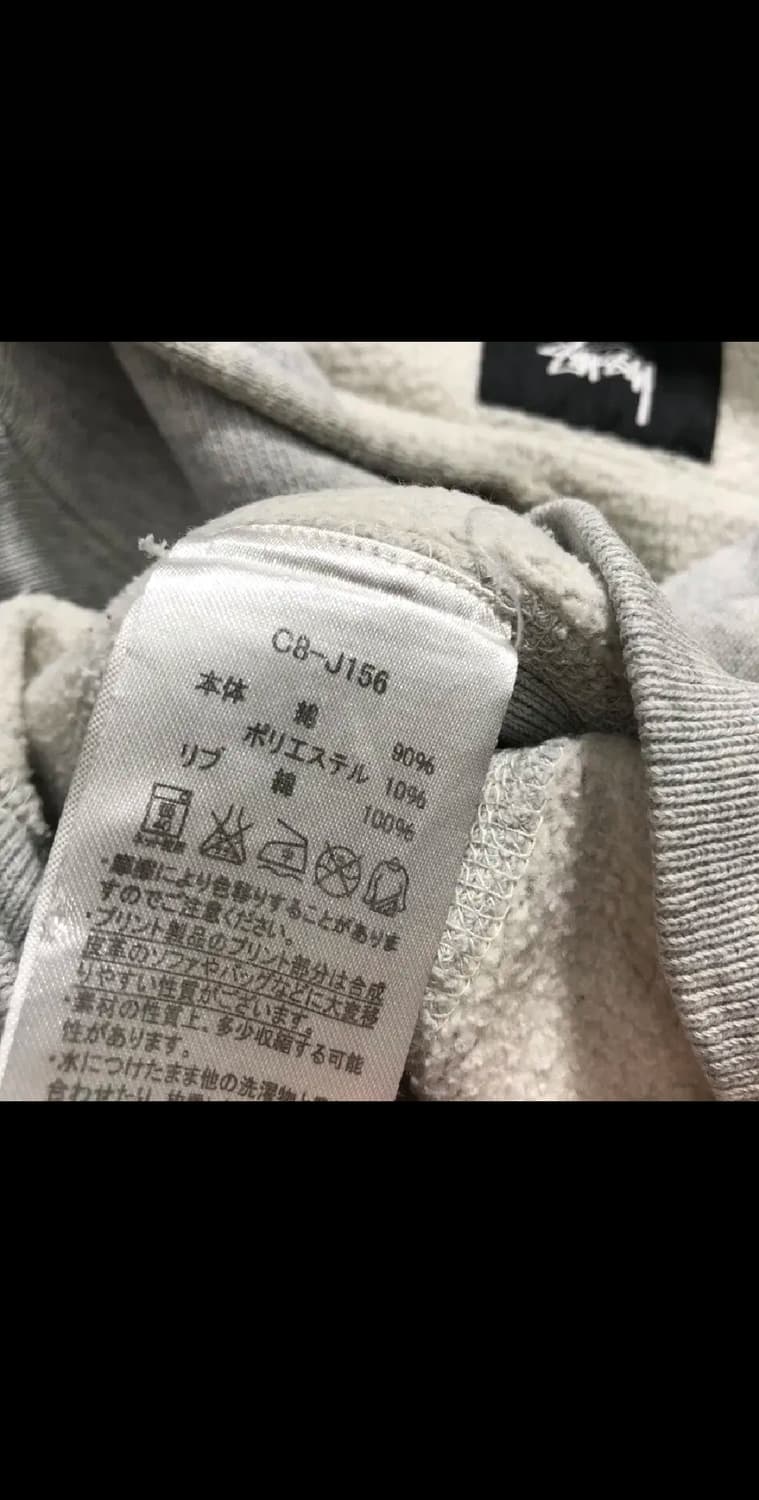 Stüssy
C8-J156
本体 綿 90%
ポリエステル 10%
リブ 綿 100%
・摩擦により色移りすることがありま
すのでご注意ください。
・プリント製品のプリント部分は合成
皮革のソファやバッグなどに大変移
りやすい性質がございます。
・素材の性質上、多少収縮する可能
性があります。
・水につけたまま他の洗濯物と
合わせたり、